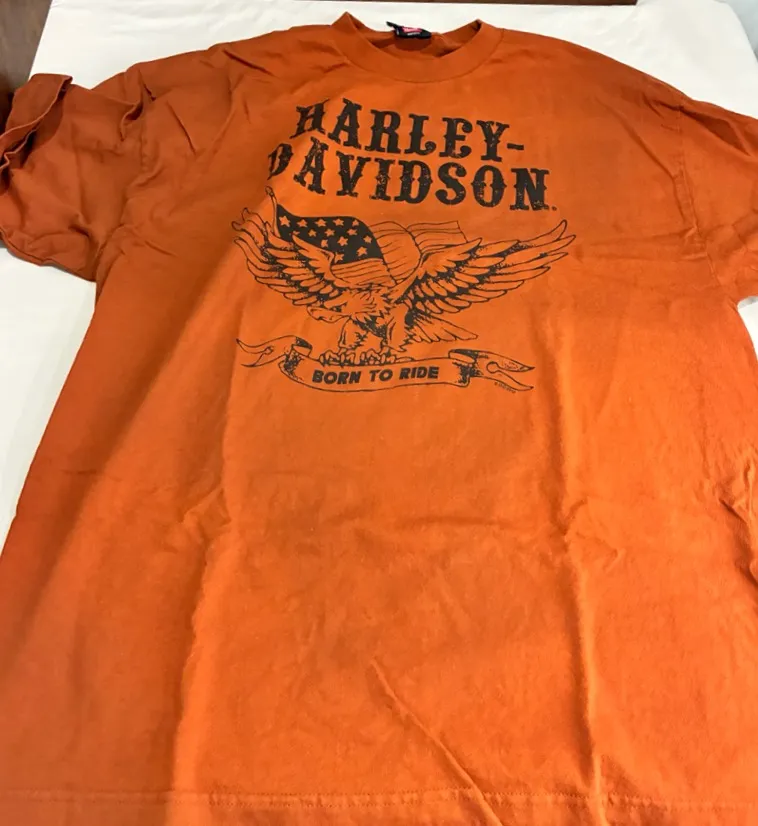 HARLEY-
DAVIDSON.
BORN TO RIDE